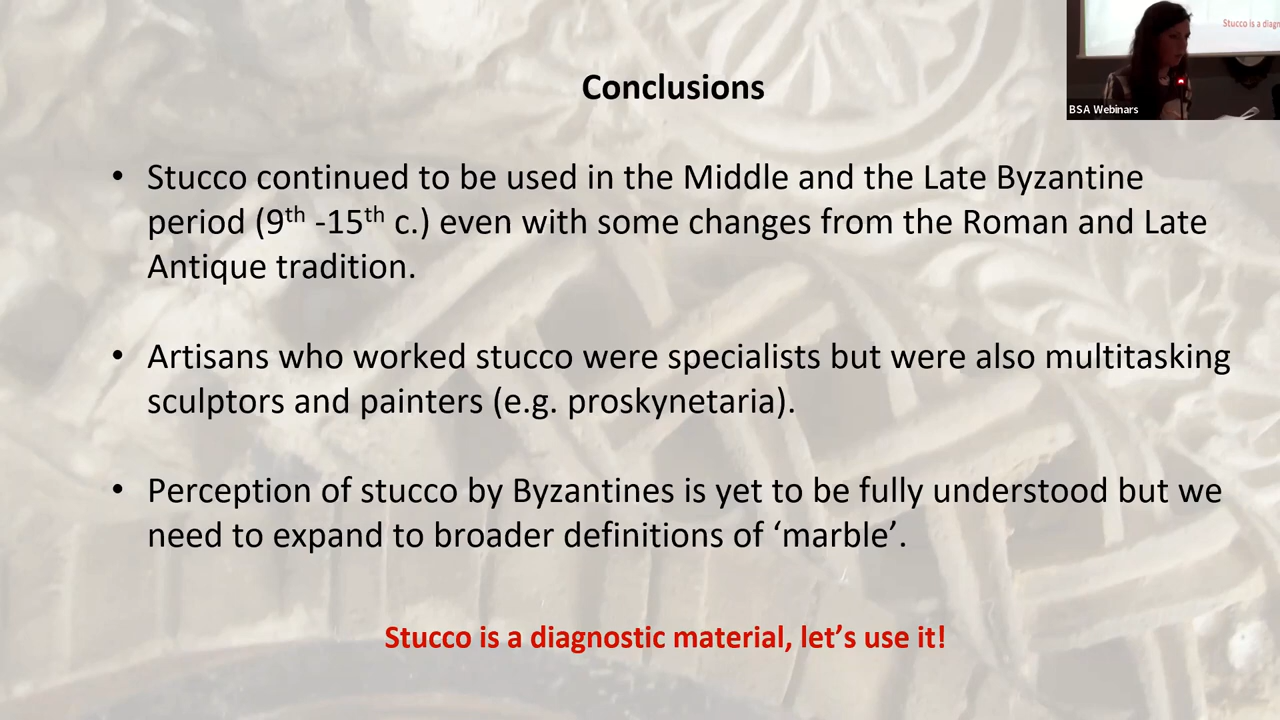 Stucco is a diagn
BSA Webinars
Conclusions
• Stucco continued to be used in the Middle and the Late Byzantine
period (9th -15th c.) even with some changes from the Roman and Late
Antique tradition.
• Artisans who worked stucco were specialists but were also multitasking
sculptors and painters (e.g. proskynetaria).
• Perception of stucco by Byzantines is yet to be fully understood but we
need to expand to broader definitions of ‘marble’.
Stucco is a diagnostic material, let’s use it!